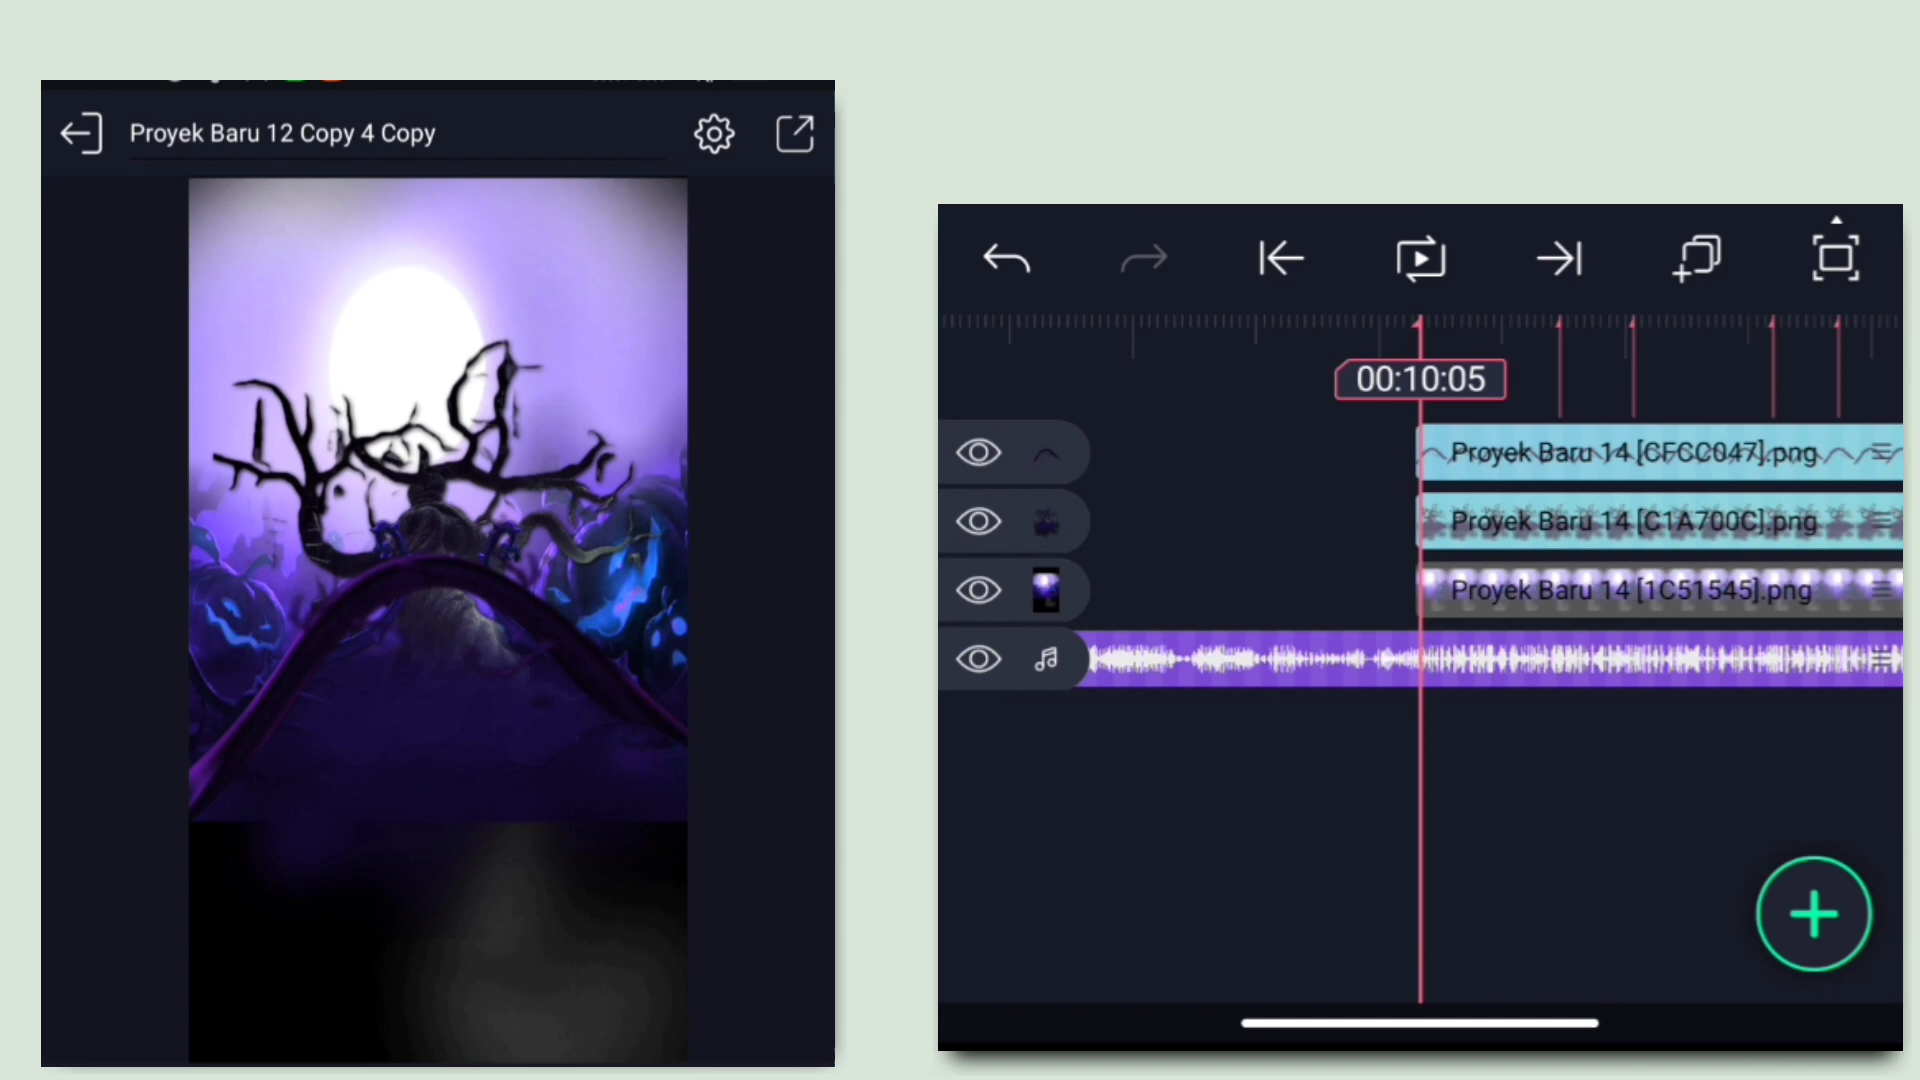 Proyek Baru 12 Copy 4 Copy
00:10:05
Proyek Baru 14 [CFCC047].png
Proyek Baru 14 [C1A700C].png
Proyek Baru 14 [1C51545].png